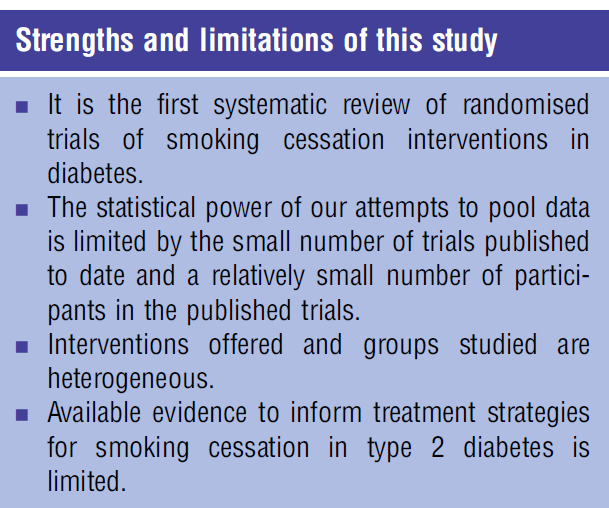 Strengths and limitations of this study
■ It is the first systematic review of randomised
trials of smoking cessation interventions in
diabetes.
■ The statistical power of our attempts to pool data
is limited by the small number of trials published
to date and a relatively small number of partici-
pants in the published trials.
■ Interventions offered and groups studied are
heterogeneous.
■ Available evidence to inform treatment strategies
for smoking cessation in type 2 diabetes is
limited.